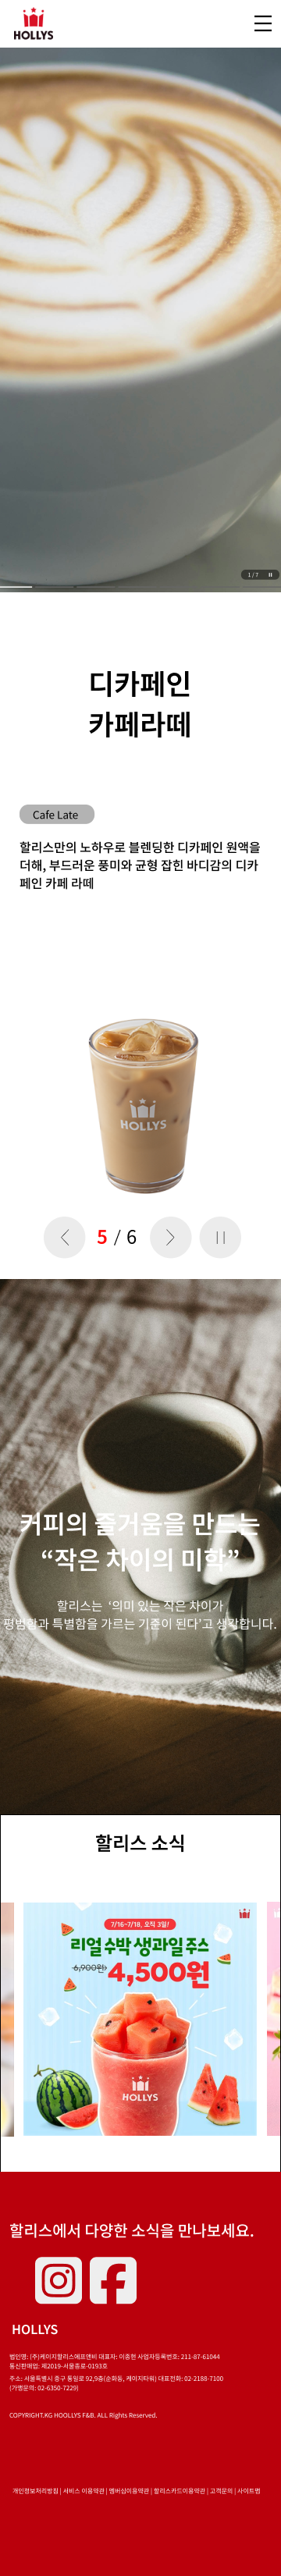 HOLLYS
1 / 7
디카페인
카페라떼
Cafe Late
할리스만의 노하우로 블렌딩한 디카페인 원액을
더해, 부드러운 풍미와 균형 잡힌 바디감의 디카
페인 카페 라떼
HOLLYS
5 / 6
커피의 즐거움을 만드는
“작은 차이의 미학”
할리스는 ‘의미 있는 작은 차이가
평범함과 특별함을 가르는 기준이 된다’고 생각합니다.
할리스 소식
7/16~7/18, 오직 3일!
리얼 수박 생과일 주스
6,900원 4,500원
HOLLYS
할리스에서 다양한 소식을 만나보세요.
HOLLYS
법인명: (주)케이지할리스에프앤비 대표자: 이종현 사업자등록번호: 211-87-61044
통신판매업: 제2019-서울종로-0193호
주소: 서울특별시 중구 통일로 92,9층(순화동, 케이지타워) 대표전화: 02-2188-7100
(가맹문의: 02-6350-7229)
COPYRIGHT.KG HOOLLYS F&B. ALL Rights Reserved.
개인정보처리방침 | 서비스 이용약관 | 멤버십이용약관 | 할리스카드이용약관 | 고객문의 | 사이트맵